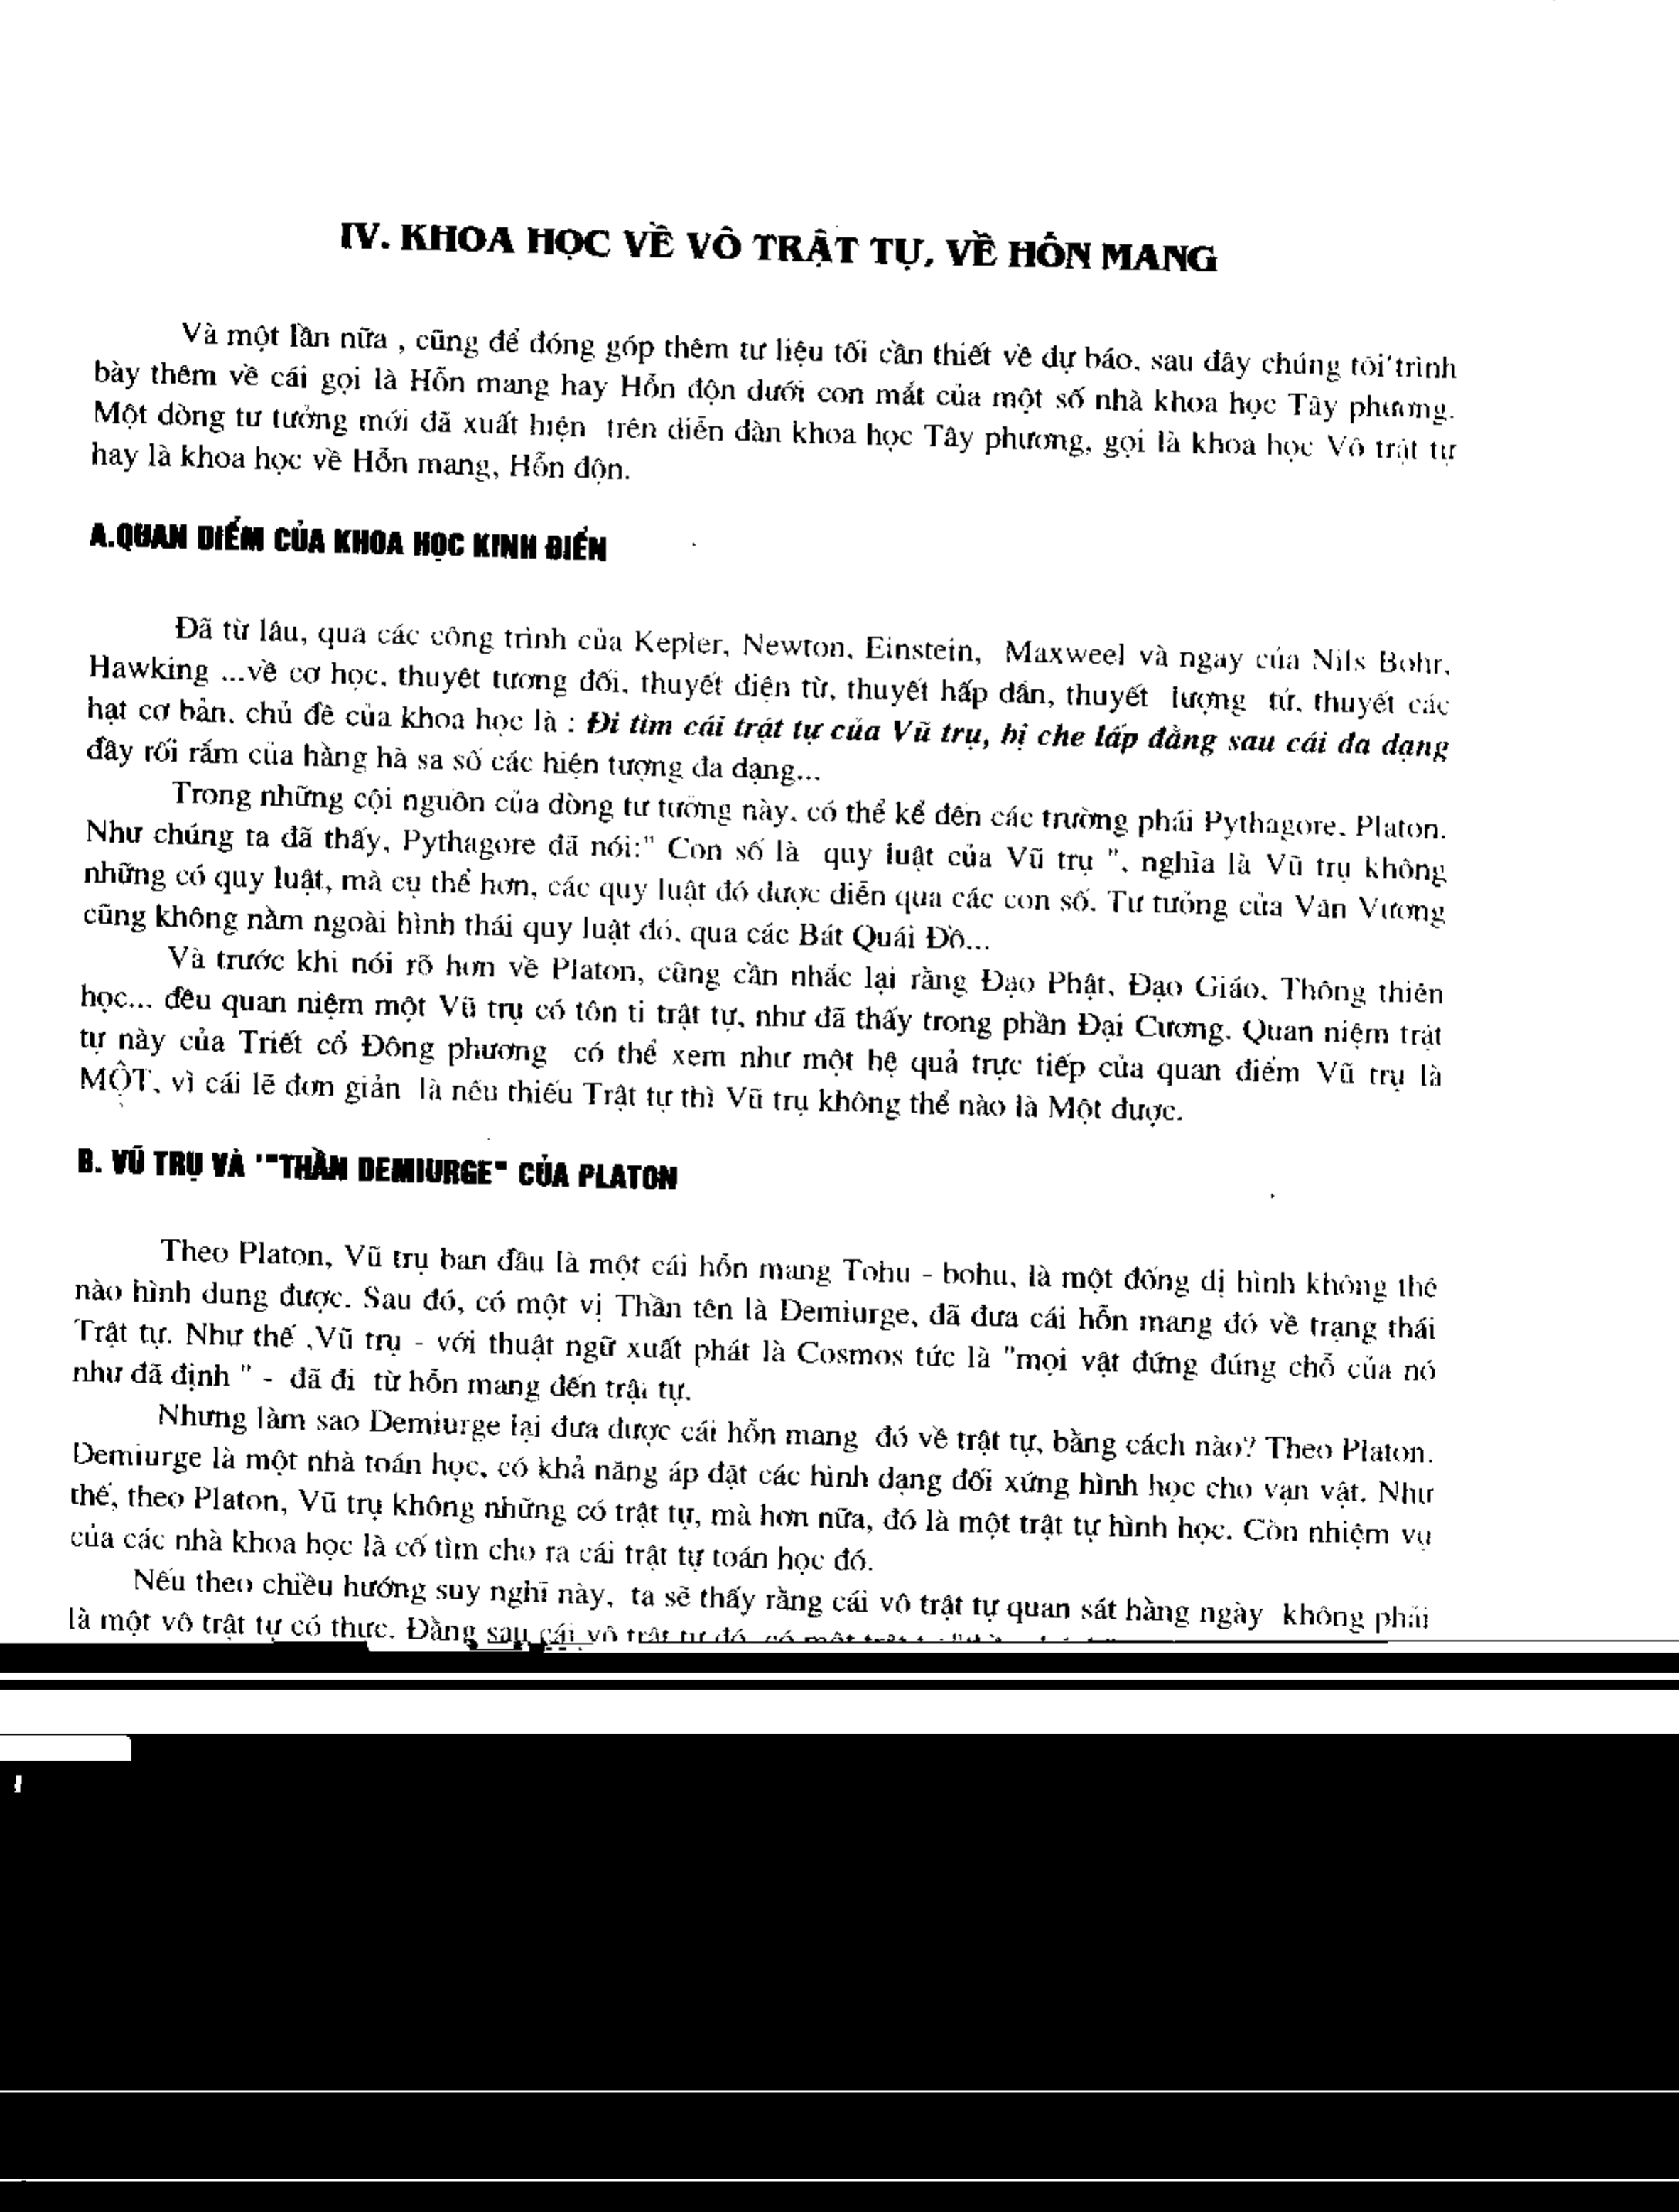 IV. KHOA HỌC VỀ VÔ TRẬT TỰ, VỀ HỖN MANG
Và một lần nữa , cũng để đóng góp thêm tư liệu tối cần thiết về dự báo, sau đây chúng tôi trình
bày thêm về cái gọi là Hỗn mang hay Hỗn độn dưới con mắt của một số nhà khoa học Tây phương.
Một dòng tư tưởng mới đã xuất hiện trên diễn đàn khoa học Tây phương, gọi là khoa học Vô trật tự
hay là khoa học về Hỗn mang, Hỗn độn.
A.QUAN DIỂM CỦA KHOA HỌC KINH ĐIỂN
Đã từ lâu, qua các công trình của Kepler, Newton, Einstein, Maxweel và ngay của Nils Bohr,
Hawking ...về cơ học, thuyết tương đối, thuyết điện từ, thuyết hấp dẫn, thuyết lượng tử, thuyết các
hạt cơ bản, chủ đề của khoa học là : Đi tìm cái trật tự của Vũ trụ, bị che lấp đằng sau cái đa dạng
đầy rối rắm của hằng hà sa số các hiện tượng đa dạng...
Trong những cội nguồn của dòng tư tưởng này, có thể kể đến các trường phái Pythagore, Platon.
Như chúng ta đã thấy, Pythagore đã nói:" Con số là quy luật của Vũ trụ ", nghĩa là Vũ trụ không
những có quy luật, mà cụ thể hơn, các quy luật đó được diễn qua các con số. Tư tưởng của Văn Vương
cũng không nằm ngoài hình thái quy luật đó, qua các Bát Quái Đồ...
Và trước khi nói rõ hơn về Platon, cũng cần nhắc lại rằng Đạo Phật, Đạo Giáo, Thông thiên
học... đều quan niệm một Vũ trụ có tôn ti trật tự, như đã thấy trong phần Đại Cương. Quan niệm trật
tự này của Triết cổ Đông phương có thể xem như một hệ quả trực tiếp của quan điểm Vũ trụ là
MỘT, vì cái lẽ đơn giản là nếu thiếu Trật tự thì Vũ trụ không thể nào là Một được.
B. VŨ TRỤ VÀ '"THẦN DEMIURGE" CỦA PLATON
Theo Platon, Vũ trụ ban đầu là một cái hỗn mang Tohu - bohu, là một đống dị hình không thể
nào hình dung được. Sau đó, có một vị Thần tên là Demiurge, đã đưa cái hỗn mang đó về trạng thái
Trật tự. Như thế ,Vũ trụ - với thuật ngữ xuất phát là Cosmos tức là "mọi vật đứng đúng chỗ của nó
như đã định " - đã đi từ hỗn mang đến trật tự.
Nhưng làm sao Demiurge lại đưa được cái hỗn mang đó về trật tự, bằng cách nào? Theo Platon.
Demiurge là một nhà toán học, có khả năng áp đặt các hình dạng đối xứng hình học cho vạn vật. Như
thế, theo Platon, Vũ trụ không những có trật tự, mà hơn nữa, đó là một trật tự hình học. Còn nhiệm vụ
của các nhà khoa học là cố tìm cho ra cái trật tự toán học đó.
Nếu theo chiều hướng suy nghĩ này, ta sẽ thấy rằng cái vô trật tự quan sát hằng ngày không phải
là một vô trật tự có thực. Đằng sau cái vô trật tự đó, có một trật tự